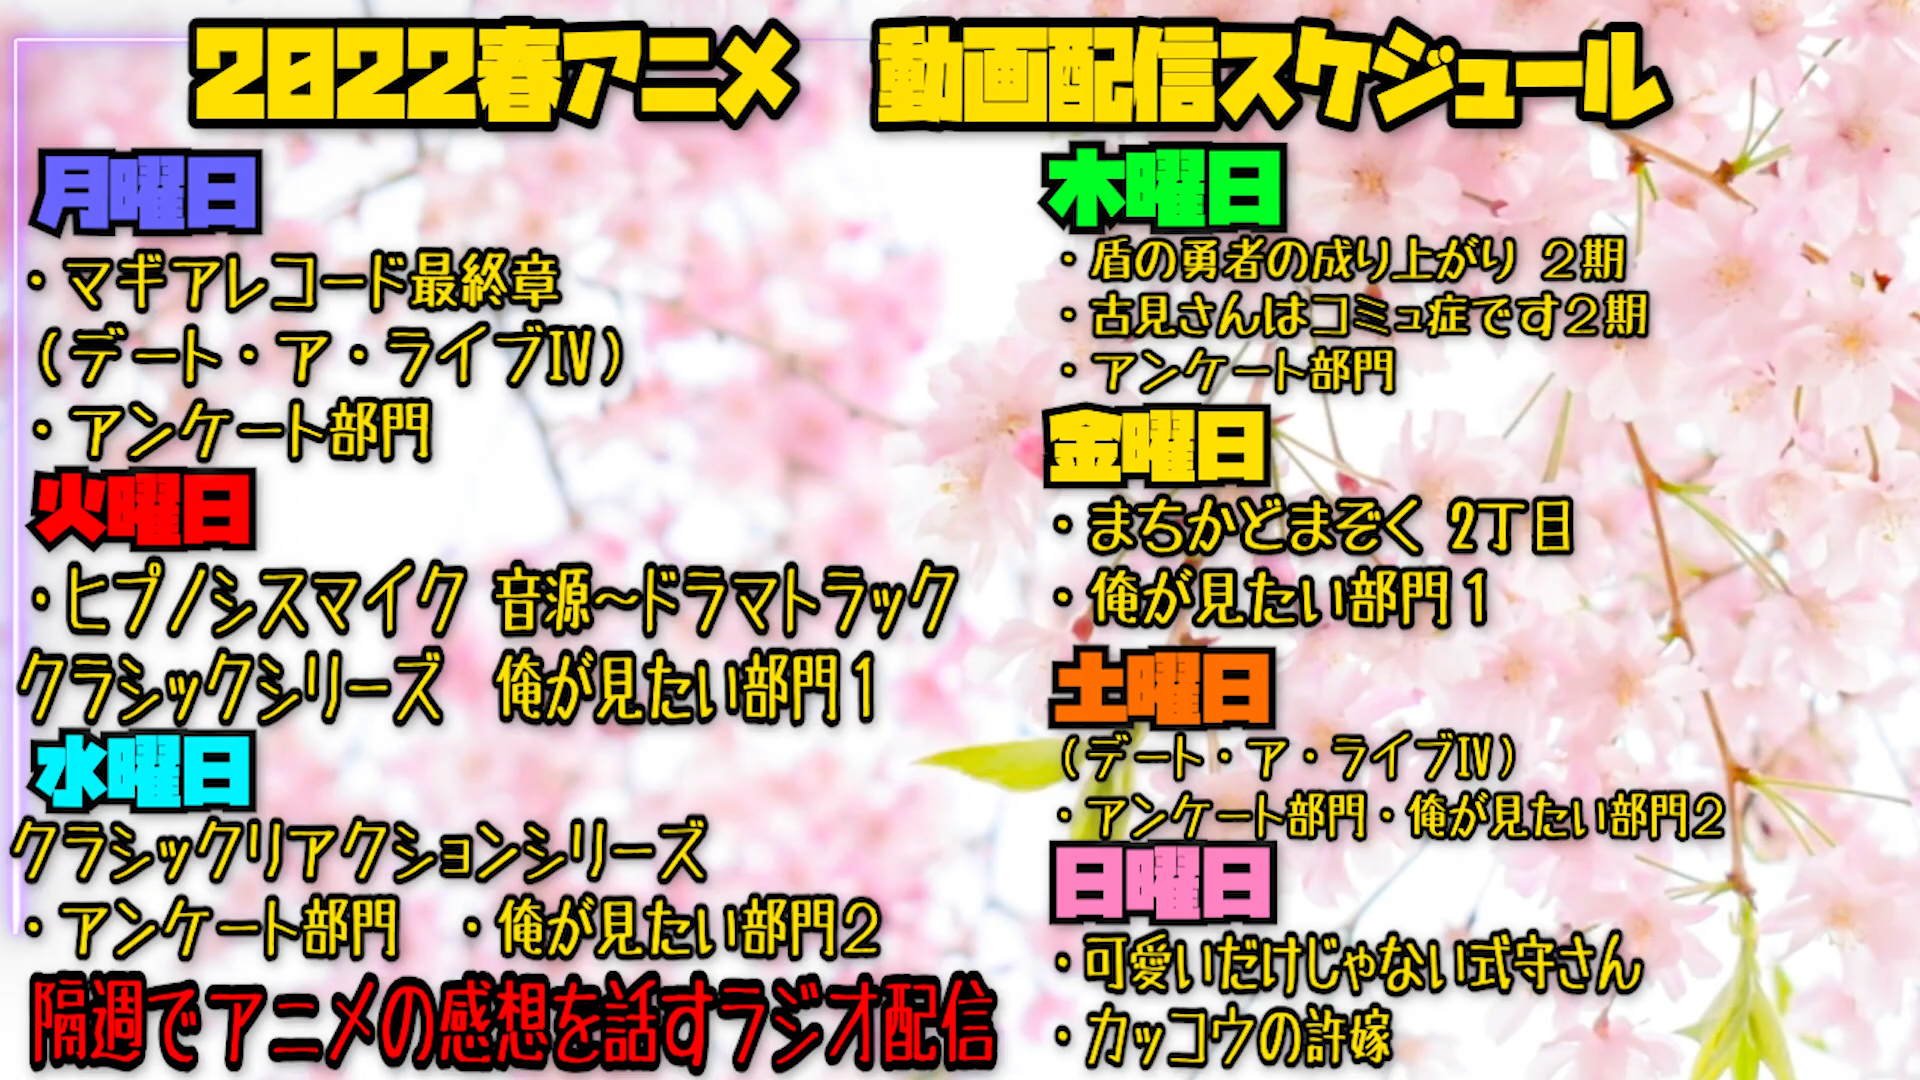 2022春アニメ　動画配信スケジュール
月曜日
・マギアレコード最終章
（デート・ア・ライブⅣ）
・アンケート部門
火曜日
・ヒプノシスマイク 音源～ドラマトラック
クラシックシリーズ　俺が見たい部門１
水曜日
クラシックリアクションシリーズ
・アンケート部門　・俺が見たい部門２
隔週でアニメの感想を話すラジオ配信
木曜日
・盾の勇者の成り上がり ２期
・古見さんはコミュ症です２期
・アンケート部門
金曜日
・まちかどまぞく 2丁目
・俺が見たい部門１
土曜日
（デート・ア・ライブⅣ）
・アンケート部門・俺が見たい部門２
日曜日
・可愛いだけじゃない式守さん
・カッコウの許嫁